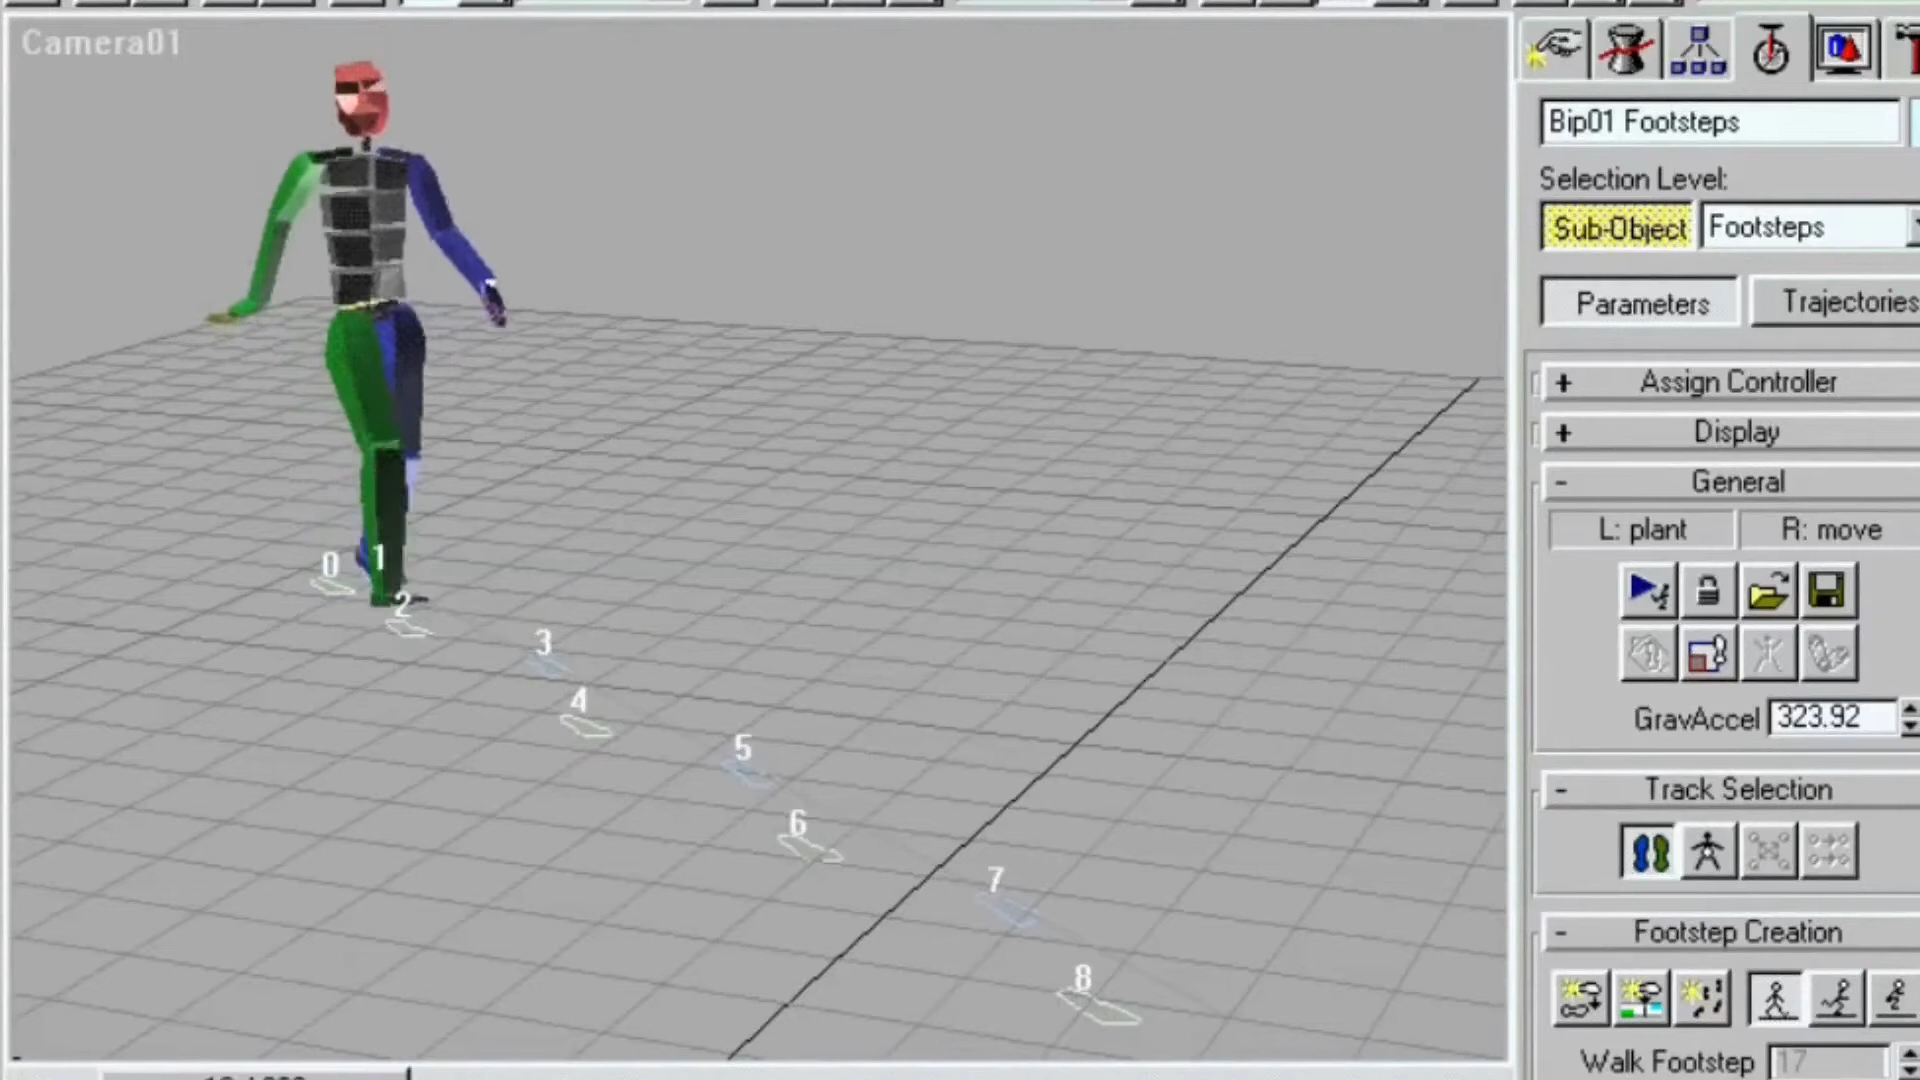 Camera01
Bip01 Footsteps
Selection Level:
Sub-Object
Footsteps
Parameters
Trajectories
+ Assign Controller
+ Display
- General
L: plant
R: move
GravAccel 323.92
- Track Selection
- Footstep Creation
Walk Footstep 17
0
1
2
3
4
5
6
7
8